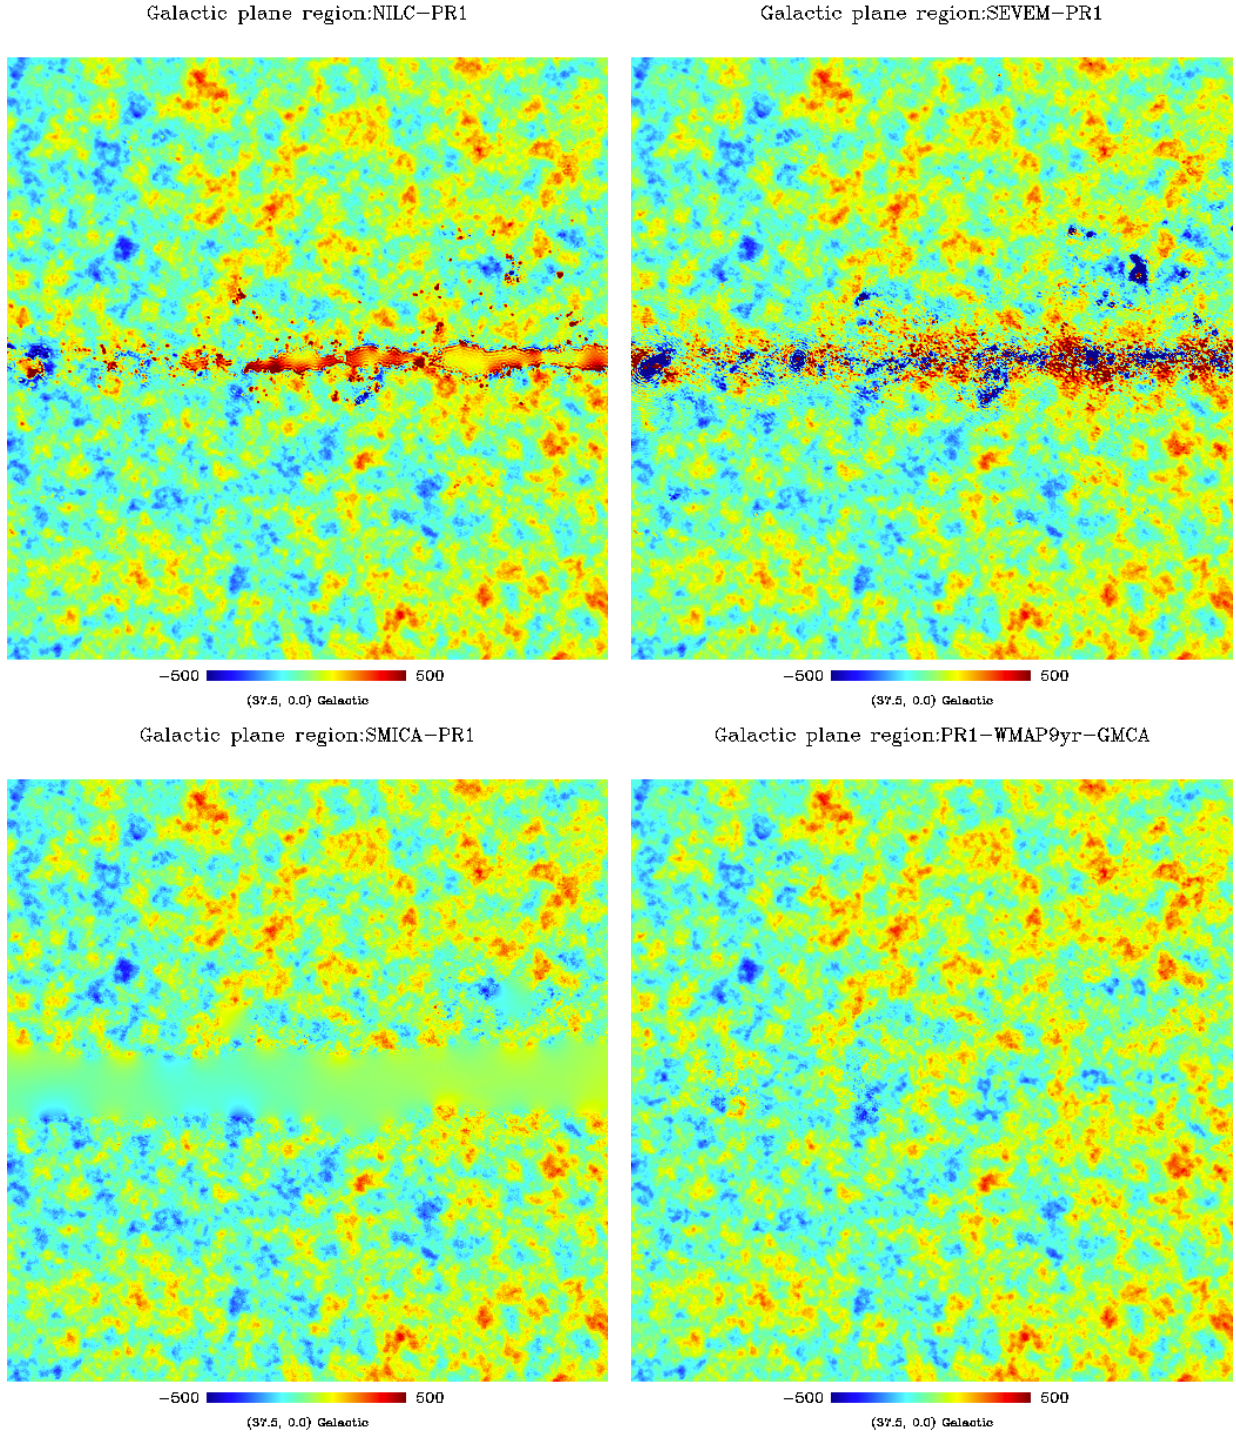 Galactic plane region:NILC-PR1
Galactic plane region:SEVEM-PR1
-500 500
(37.5, 0.0) Galactic
-500 500
(37.5, 0.0) Galactic
Galactic plane region:SMICA-PR1
Galactic plane region:PR1-WMAP9yr-GMCA
-500 500
(37.5, 0.0) Galactic
-500 500
(37.5, 0.0) Galactic